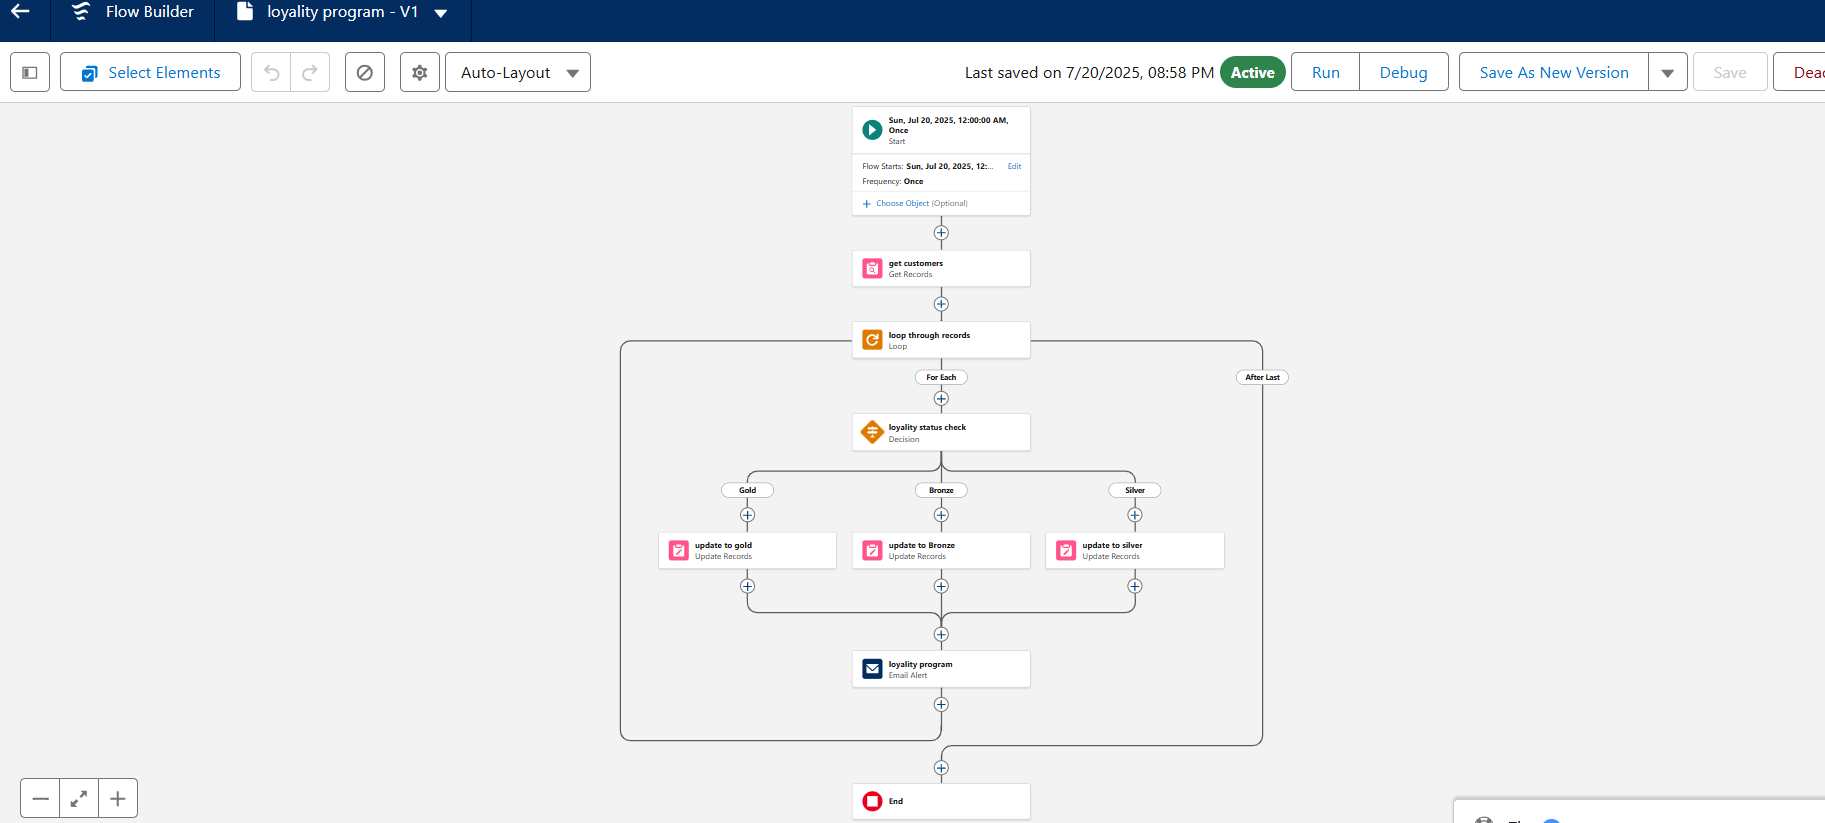 Flow Builder
loyality program - V1
Select Elements
Auto-Layout
Last saved on 7/20/2025, 08:58 PM
Active
Run
Debug
Save As New Version
Save
Sun, Jul 20, 2025, 12:00:00 AM,
Once
Start
Flow Starts: Sun, Jul 20, 2025, 12:... Edit
Frequency: Once
Choose Object (Optional)
get customers
Get Records
loop through records
Loop
For Each
After Last
loyality status check
Decision
Gold
Bronze
Silver
update to gold
Update Records
update to Bronze
Update Records
update to silver
Update Records
loyality program
Email Alert
End